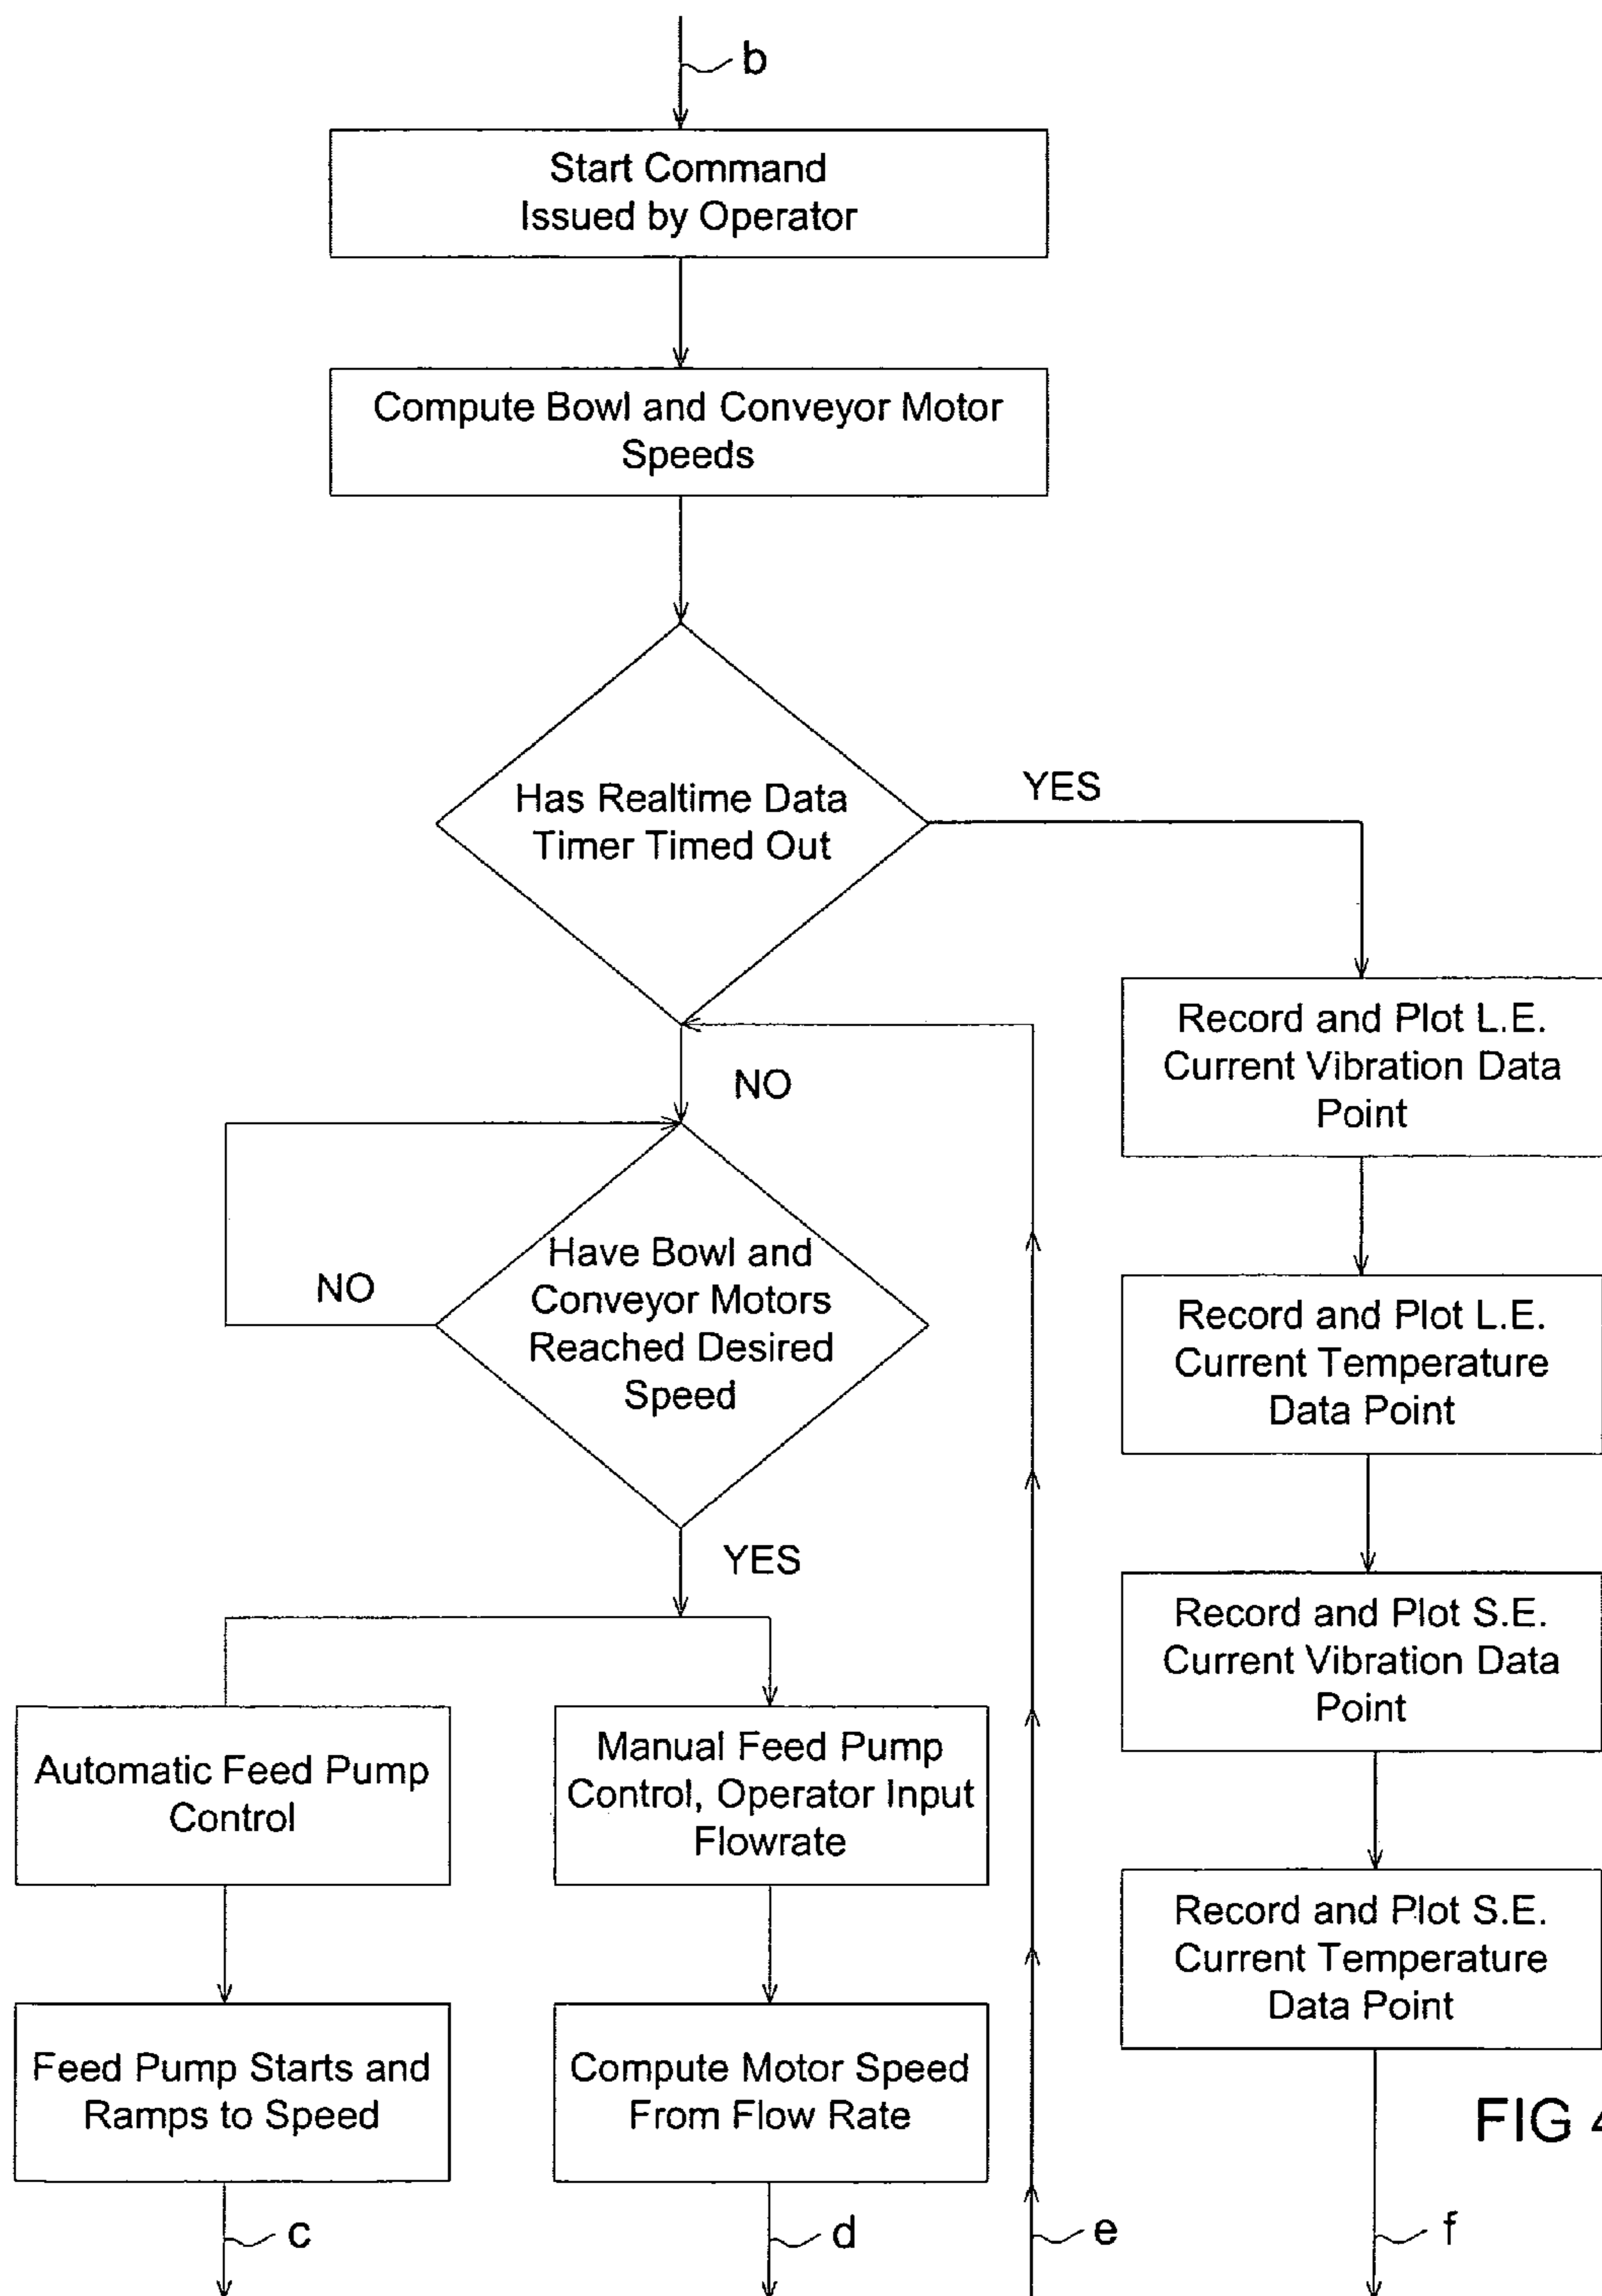 b
Start Command
Issued by Operator
Compute Bowl and Conveyor Motor
Speeds
Has Realtime Data
Timer Timed Out
YES
NO
Record and Plot L.E.
Current Vibration Data
Point
Have Bowl and
Conveyor Motors
Reached Desired
Speed
NO
YES
Record and Plot L.E.
Current Temperature
Data Point
Record and Plot S.E.
Current Vibration Data
Point
Automatic Feed Pump
Control
Manual Feed Pump
Control, Operator Input
Flowrate
Record and Plot S.E.
Current Temperature
Data Point
Feed Pump Starts and
Ramps to Speed
Compute Motor Speed
From Flow Rate
FIG 4
c
d
e
f